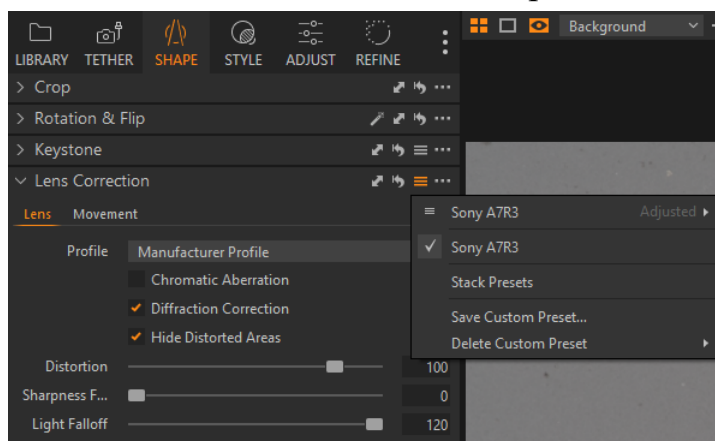 LIBRARY TETHER SHAPE STYLE ADJUST REFINE
Background
Crop
Rotation & Flip
Keystone
Lens Correction
Lens Movement
Profile Manufacturer Profile
Chromatic Aberration
Diffraction Correction
Hide Distorted Areas
Distortion 100
Sharpness F... 0
Light Falloff 120
Sony A7R3 Adjusted
Sony A7R3
Stack Presets
Save Custom Preset...
Delete Custom Preset